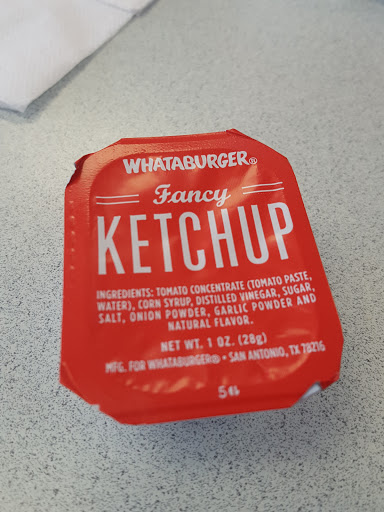 WHATABURGER®
Fancy
KETCHUP
INGREDIENTS: TOMATO CONCENTRATE (TOMATO PASTE,
WATER), CORN SYRUP, DISTILLED VINEGAR, SUGAR,
SALT, ONION POWDER, GARLIC POWDER AND
NATURAL FLAVOR.
NET WT. 1 OZ. (28g)
MFG. FOR WHATABURGER® • SAN ANTONIO, TX 78216